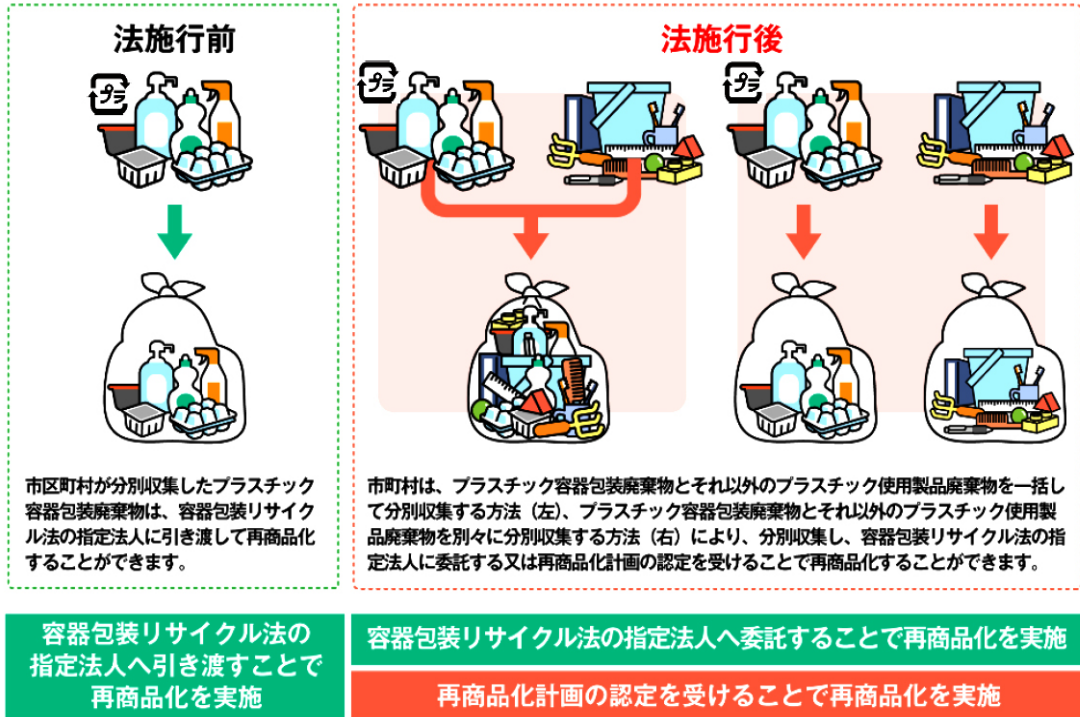 法施行前
プラ
市区町村が分別収集したプラスチック
容器包装廃棄物は、容器包装リサイク
ル法の指定法人に引き渡して再商品化
することができます。
容器包装リサイクル法の
指定法人へ引き渡すことで
再商品化を実施
法施行後
プラ
プラ
市町村は、プラスチック容器包装廃棄物とそれ以外のプラスチック使用製品廃棄物を一括し
て分別収集する方法（左）、プラスチック容器包装廃棄物とそれ以外のプラスチック使用製
品廃棄物を別々に分別収集する方法（右）により、分別収集し、容器包装リサイクル法の指
定法人に委託する又は再商品化計画の認定を受けることで再商品化することができます。
容器包装リサイクル法の指定法人へ委託することで再商品化を実施
再商品化計画の認定を受けることで再商品化を実施